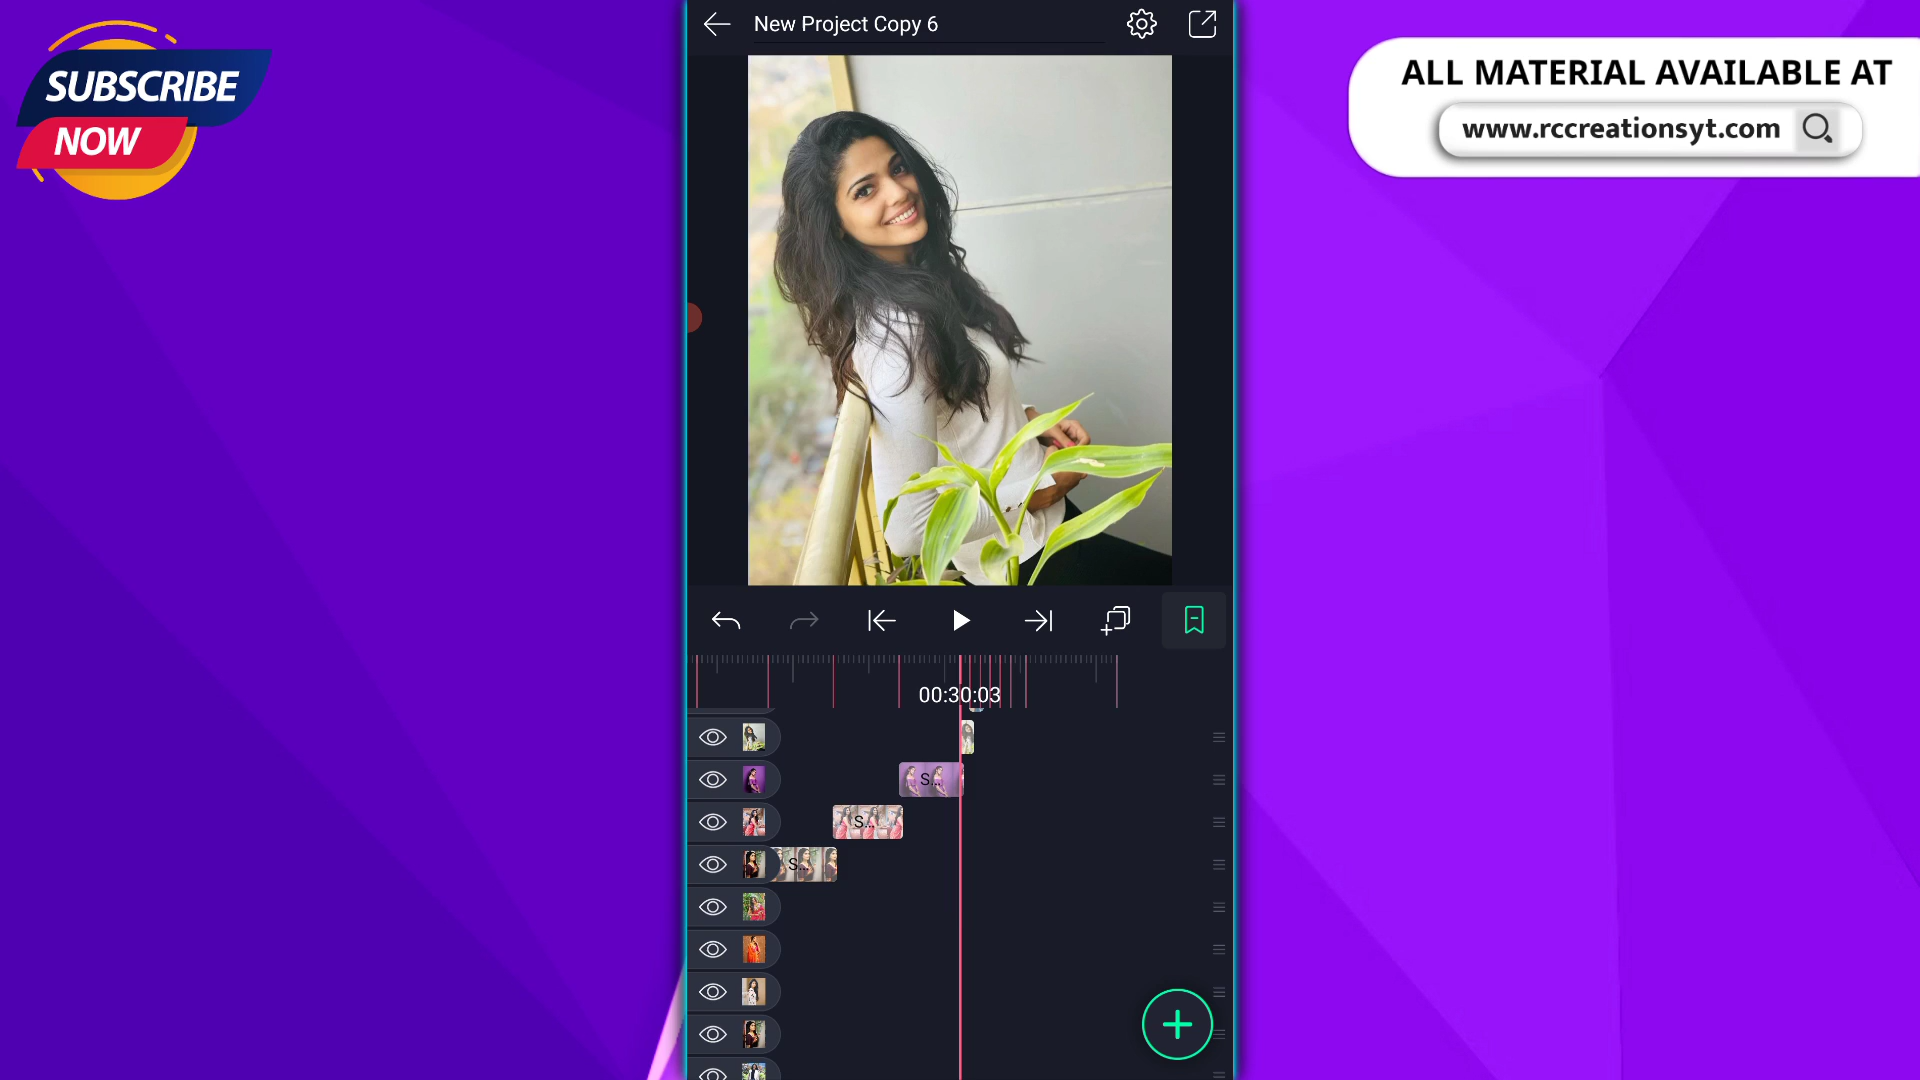 SUBSCRIBE
NOW
New Project Copy 6
ALL MATERIAL AVAILABLE AT
www.rccreationsyt.com
00:30:03
S...
S...
S...